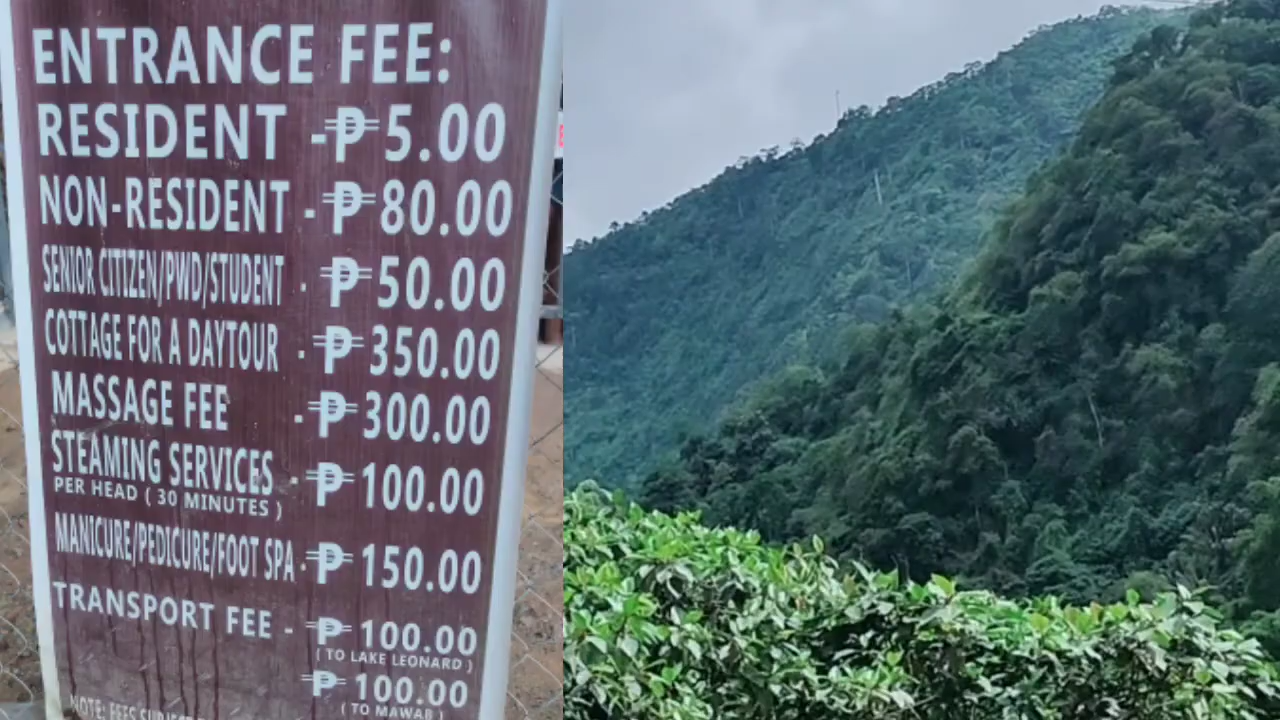 ENTRANCE FEE:
RESIDENT -₱ 5.00
NON-RESIDENT -₱ 80.00
SENIOR CITIZEN/PWD/STUDENT - ₱ 50.00
COTTAGE FOR A DAYTOUR - ₱ 350.00
MASSAGE FEE - ₱ 300.00
STEAMING SERVICES - ₱ 100.00
PER HEAD ( 30 MINUTES )
MANICURE/PEDICURE/FOOT SPA - ₱ 150.00
TRANSPORT FEE - ₱ 100.00
( TO LAKE LEONARD )
₱ 100.00
( TO MAWAB )
NOTE: FEES